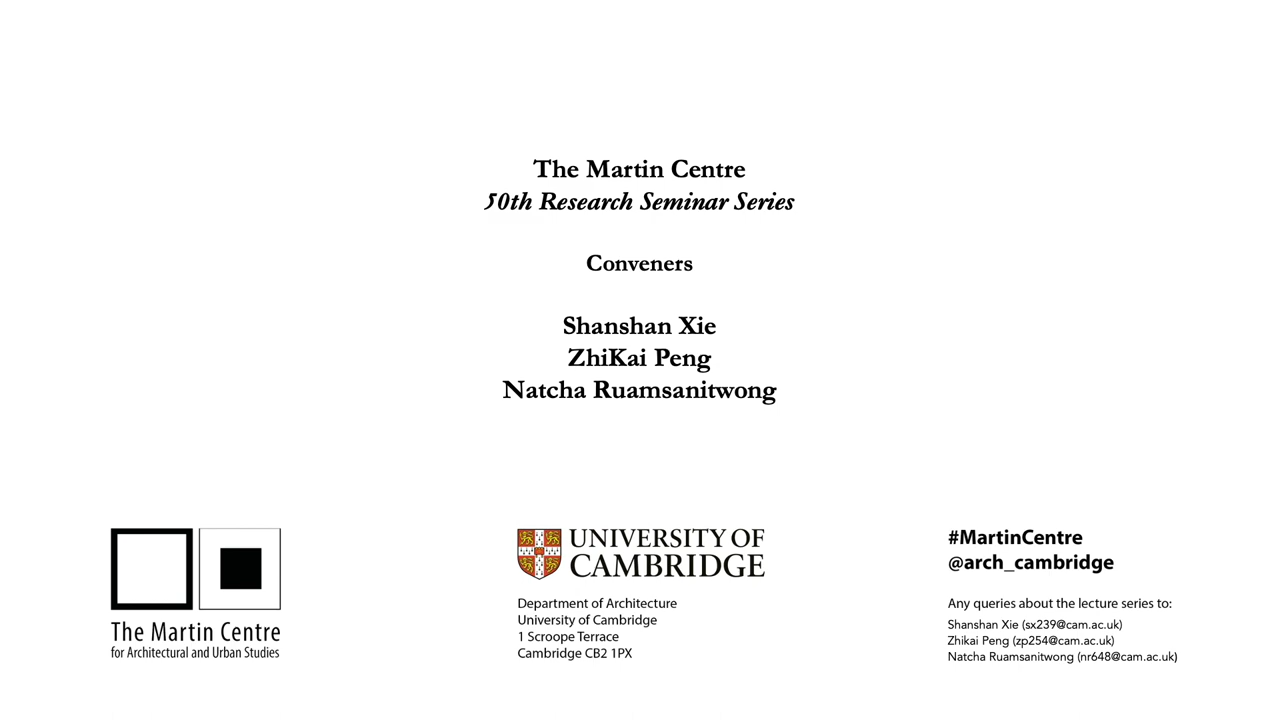 The Martin Centre
50th Research Seminar Series
Conveners
Shanshan Xie
ZhiKai Peng
Natcha Ruamsanitwong
The Martin Centre
for Architectural and Urban Studies
UNIVERSITY OF
CAMBRIDGE
Department of Architecture
University of Cambridge
1 Scroope Terrace
Cambridge CB2 1PX
#MartinCentre
@arch_cambridge
Any queries about the lecture series to:
Shanshan Xie (sx239@cam.ac.uk)
Zhikai Peng (zp254@cam.ac.uk)
Natcha Ruamsanitwong (nr648@cam.ac.uk)